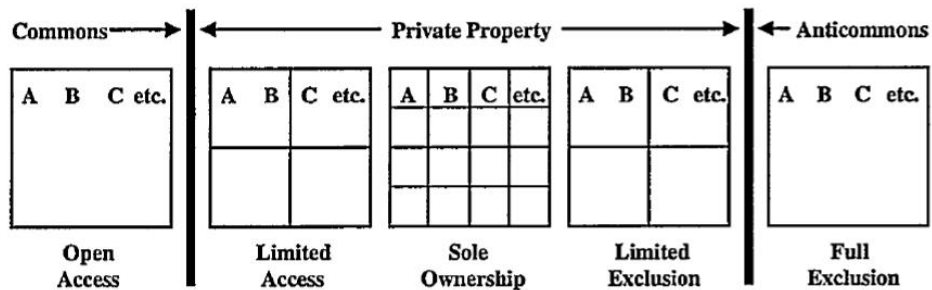 Commons Private Property Anticommons
A B C etc. A B C etc. A B C etc. A B C etc. A B C etc.
Open Limited Sole Limited Full
Access Access Ownership Exclusion Exclusion